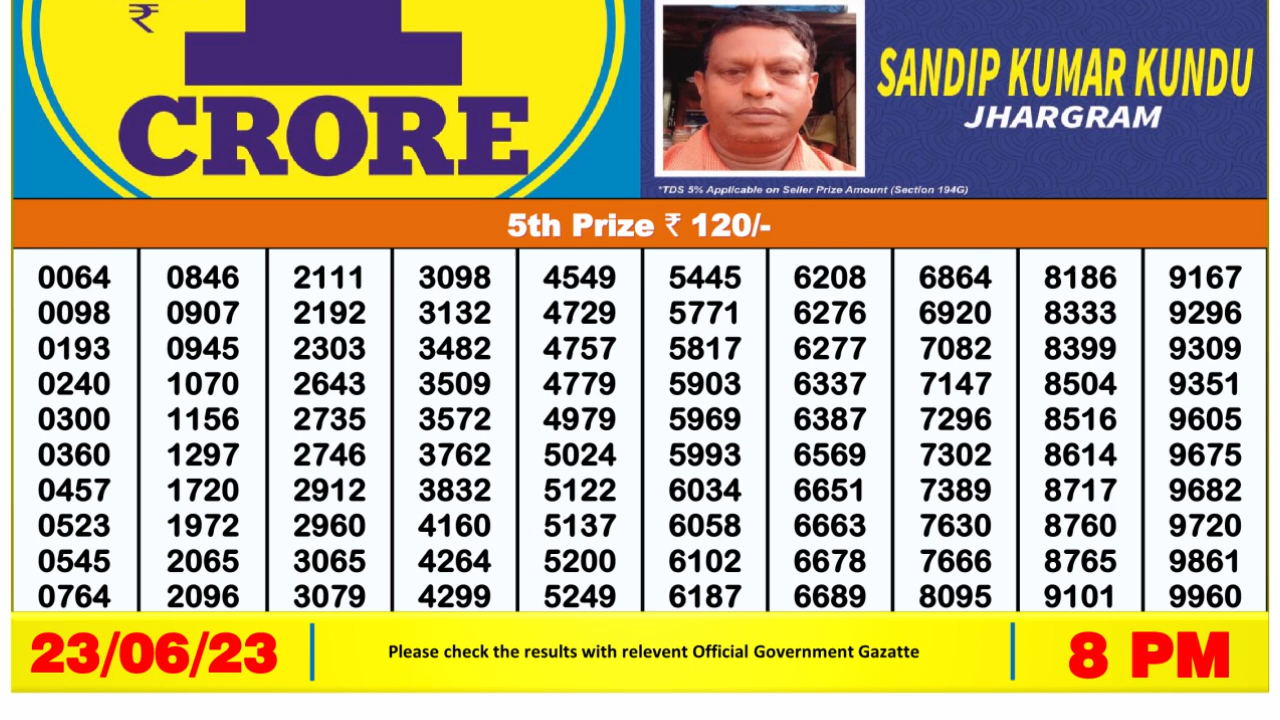 ₹ 1
CRORE
SANDIP KUMAR KUNDU
JHARGRAM
*TDS 5% Applicable on Seller Prize Amount (Section 194G)
5th Prize ₹ 120/-
0064 0846 2111 3098 4549 5445 6208 6864 8186 9167
0098 0907 2192 3132 4729 5771 6276 6920 8333 9296
0193 0945 2303 3482 4757 5817 6277 7082 8399 9309
0240 1070 2643 3509 4779 5903 6337 7147 8504 9351
0300 1156 2735 3572 4979 5969 6387 7296 8516 9605
0360 1297 2746 3762 5024 5993 6569 7302 8614 9675
0457 1720 2912 3832 5122 6034 6651 7389 8717 9682
0523 1972 2960 4160 5137 6058 6663 7630 8760 9720
0545 2065 3065 4264 5200 6102 6678 7666 8765 9861
0764 2096 3079 4299 5249 6187 6689 8095 9101 9960
23/06/23 Please check the results with relevent Official Government Gazatte 8 PM